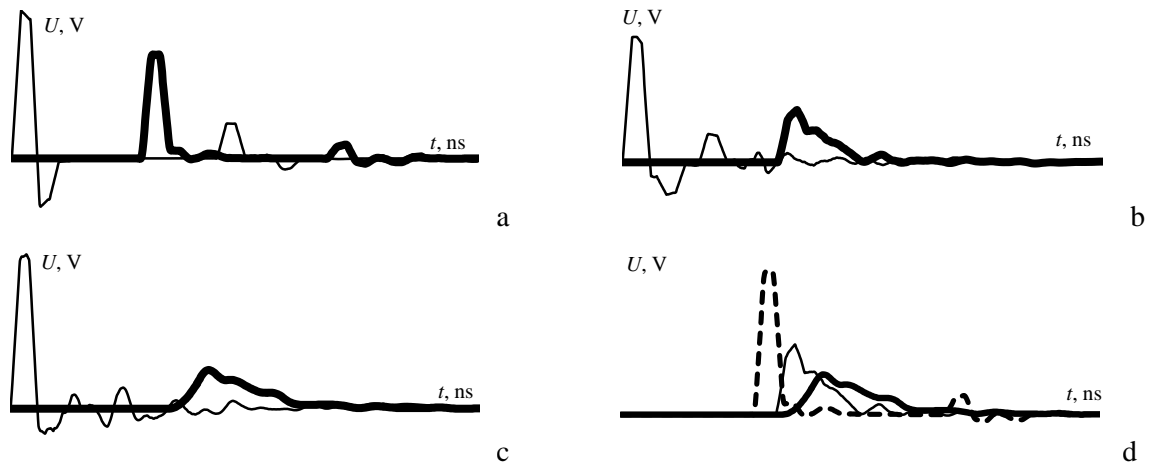 U, V
t, ns
a
U, V
t, ns
b
U, V
t, ns
c
U, V
t, ns
d